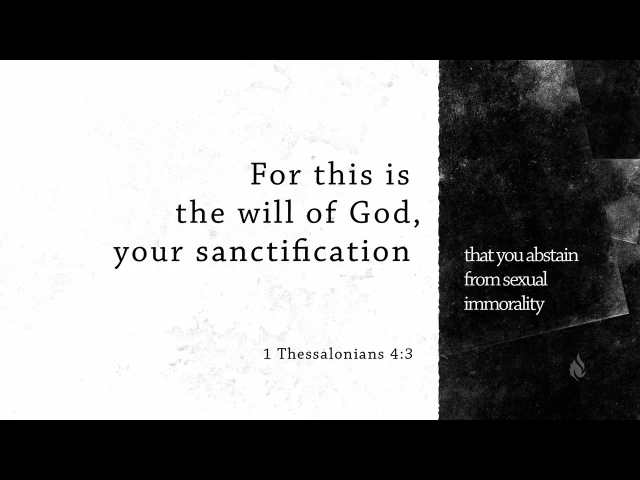 For this is
the will of God,
your sanctification
1 Thessalonians 4:3
that you abstain
from sexual
immorality